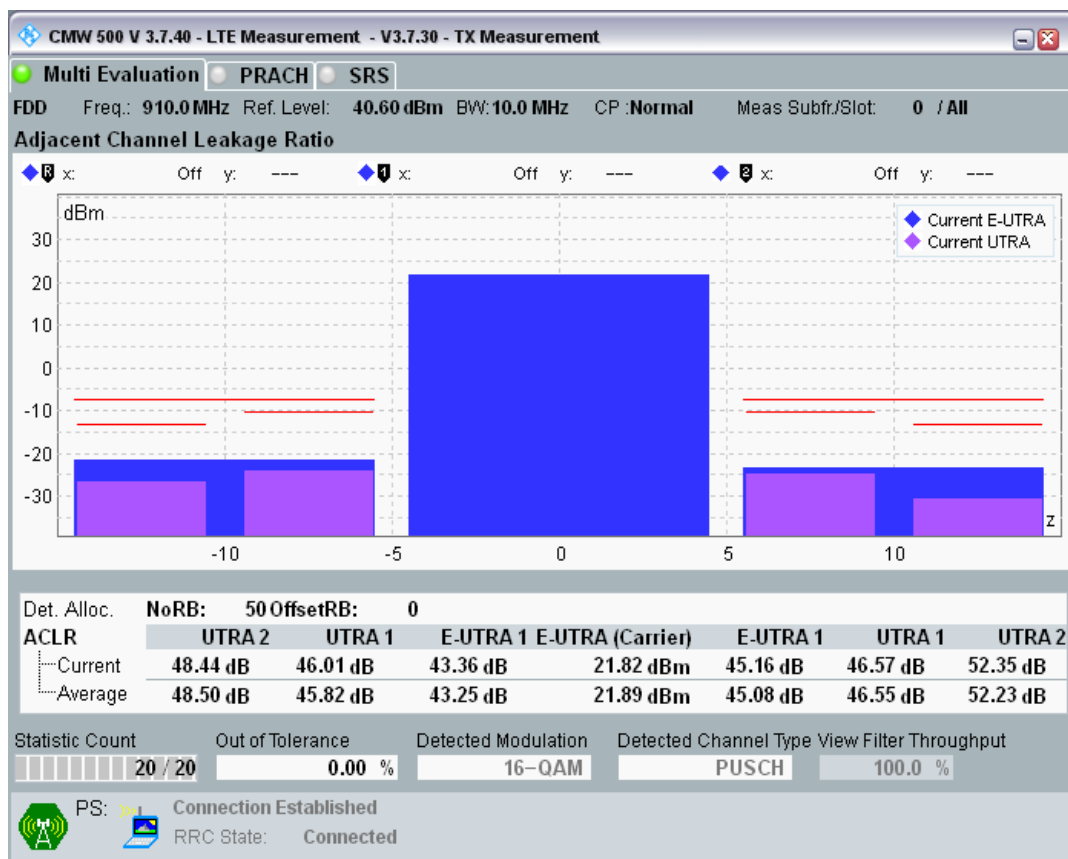 CMW 500 V 3.7.40 - LTE Measurement - V3.7.30 - TX Measurement
Multi Evaluation PRACH SRS
FDD Freq.: 910.0 MHz Ref. Level: 40.60 dBm BW: 10.0 MHz CP :Normal Meas Subfr./Slot: 0 / All
Adjacent Channel Leakage Ratio
R x: Off y: --- 1 x: Off y: --- 2 x: Off y: ---
dBm
Current E-UTRA
Current UTRA
30
20
10
0
-10
-20
-30
z
-10 -5 0 5 10
Det. Alloc. NoRB: 50 OffsetRB: 0
ACLR UTRA 2 UTRA 1 E-UTRA 1 E-UTRA (Carrier) E-UTRA 1 UTRA 1 UTRA 2
Current 48.44 dB 46.01 dB 43.36 dB 21.82 dBm 45.16 dB 46.57 dB 52.35 dB
Average 48.50 dB 45.82 dB 43.25 dB 21.89 dBm 45.08 dB 46.55 dB 52.23 dB
Statistic Count Out of Tolerance Detected Modulation Detected Channel Type View Filter Throughput
20 / 20 0.00 % 16-QAM PUSCH 100.0 %
PS: Connection Established
RRC State: Connected